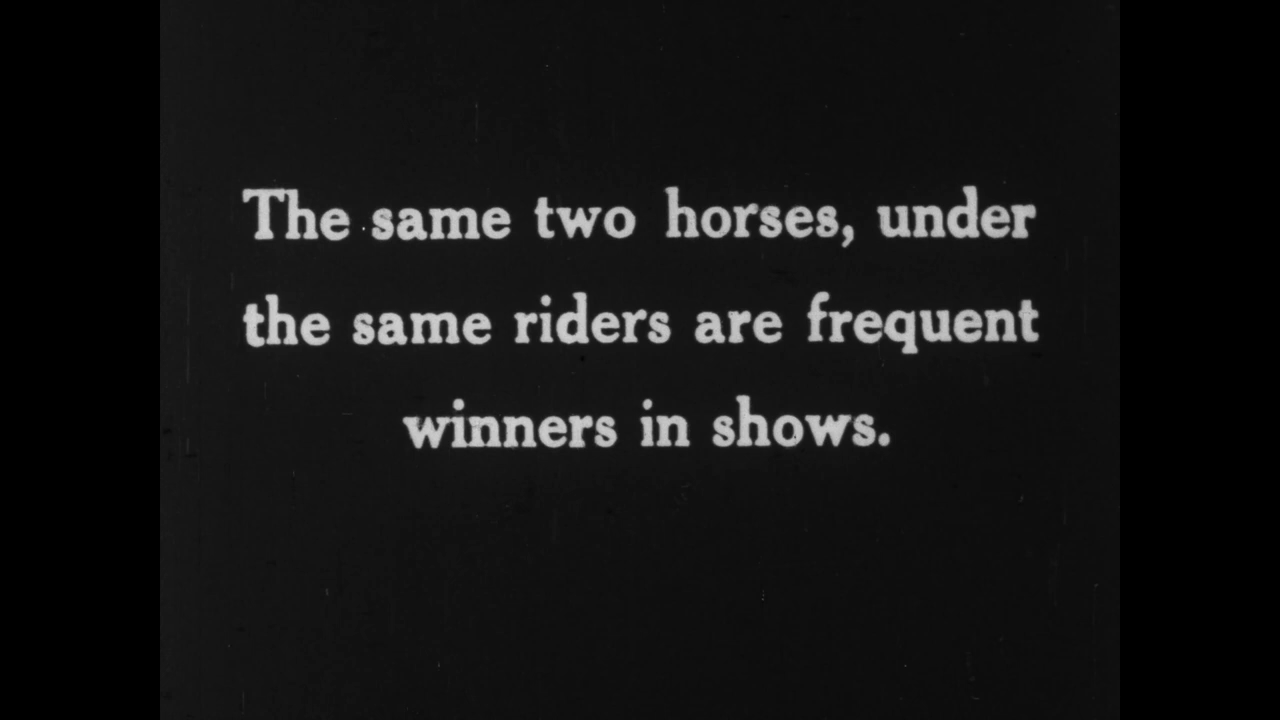 The same two horses, under
the same riders are frequent
winners in shows.